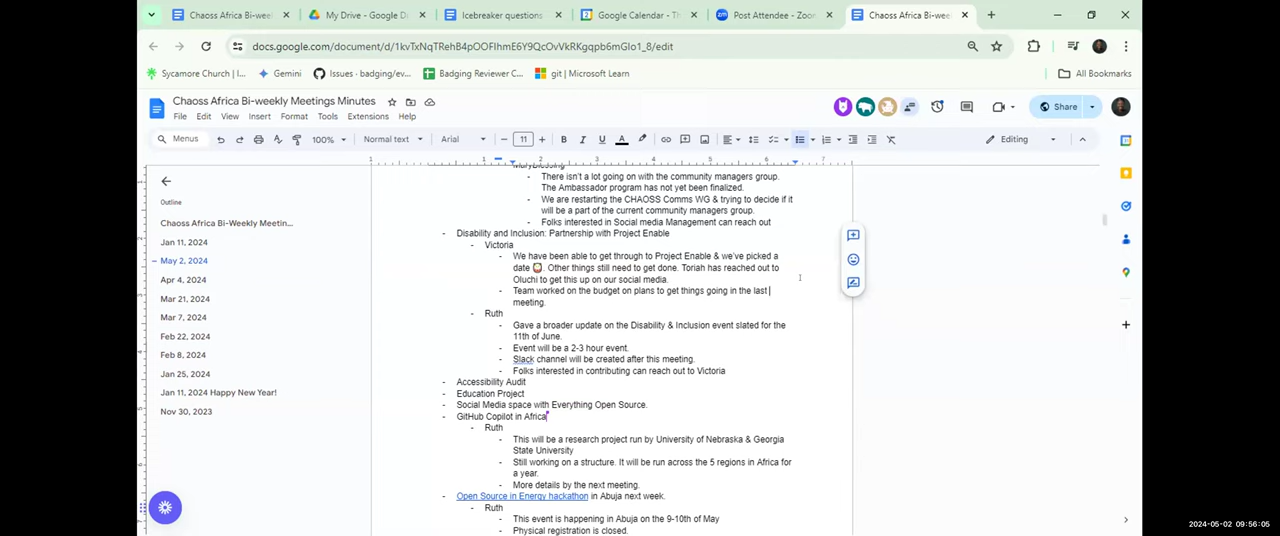 Chaoss Africa Bi-wee
My Drive - Google D
Icebreaker questions
Google Calendar - Th
Post Attendee - Zoo
Chaoss Africa Bi-wee
docs.google.com/document/d/1kvTxNqTRehB4pOOFIhmE6Y9QcOvVkRKgqpb6mGIo1_8/edit
Sycamore Church | I...
Gemini
Issues · badging/ev...
Badging Reviewer C...
git | Microsoft Learn
All Bookmarks
Chaoss Africa Bi-weekly Meetings Minutes
File Edit View Insert Format Tools Extensions Help
Share
Menus
100%
Normal text
Arial
11
Editing
1 1 2 3 4 5 6 7
Outline
Chaoss Africa Bi-Weekly Meetin...
Jan 11, 2024
May 2, 2024
Apr 4, 2024
Mar 28, 2024
Mar 7, 2024
Feb 22, 2024
Feb 8, 2024
Jan 25, 2024
Jan 11, 2024 Happy New Year!
Nov 30, 2023
MaryBlessing
- There isn't a lot going on with the community managers group.
The Ambassador program has not yet been finalized.
- We are restarting the CHAOSS Comms WG & trying to decide if it
will be a part of the current community managers group.
- Folks interested in Social media Management can reach out
- Disability and Inclusion: Partnership with Project Enable
- Victoria
- We have been able to get through to Project Enable & we've picked a
date. Other things still need to get done. Toriah has reached out to
Oluchi to get this up on our social media.
- Team worked on the budget on plans to get things going in the last
meeting.
- Ruth
- Gave a broader update on the Disability & Inclusion event slated for the
11th of June.
- Event will be a 2-3 hour event.
- Slack channel will be created after this meeting.
- Folks interested in contributing can reach out to Victoria
- Accessibility Audit
- Education Project
- Social Media space with Everything Open Source.
- GitHub Copilot in Africa
- Ruth
- This will be a research project run by University of Nebraska & Georgia
State University
- Still working on a structure. It will be run across the 5 regions in Africa for
a year.
- More details by the next meeting.
- Open Source in Energy hackathon in Abuja next week.
- Ruth
- This event is happening in Abuja on the 9-10th of May
- Physical registration is closed.
2024-05-02 09:56:05